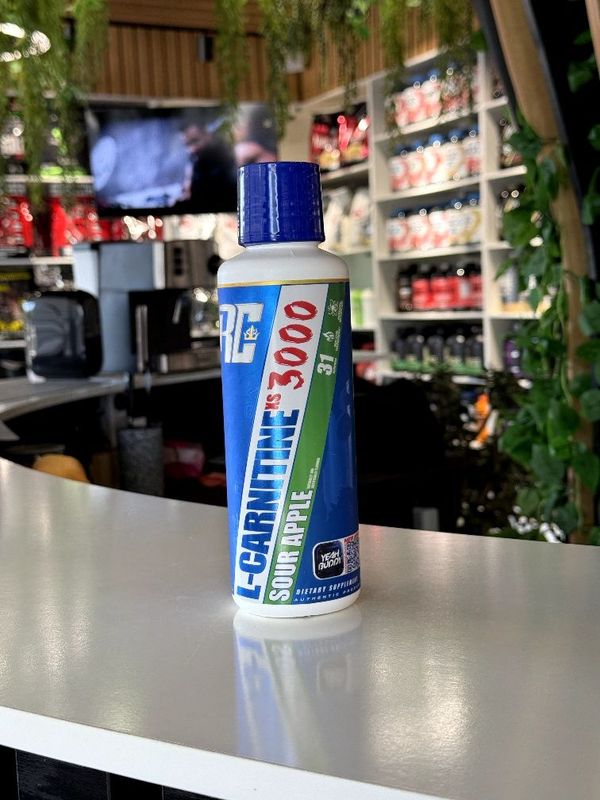 RC
L-CARNITINE XS 3000
SOUR APPLE
31
YEAH
BUDDY
DIETARY SUPPLEMENT